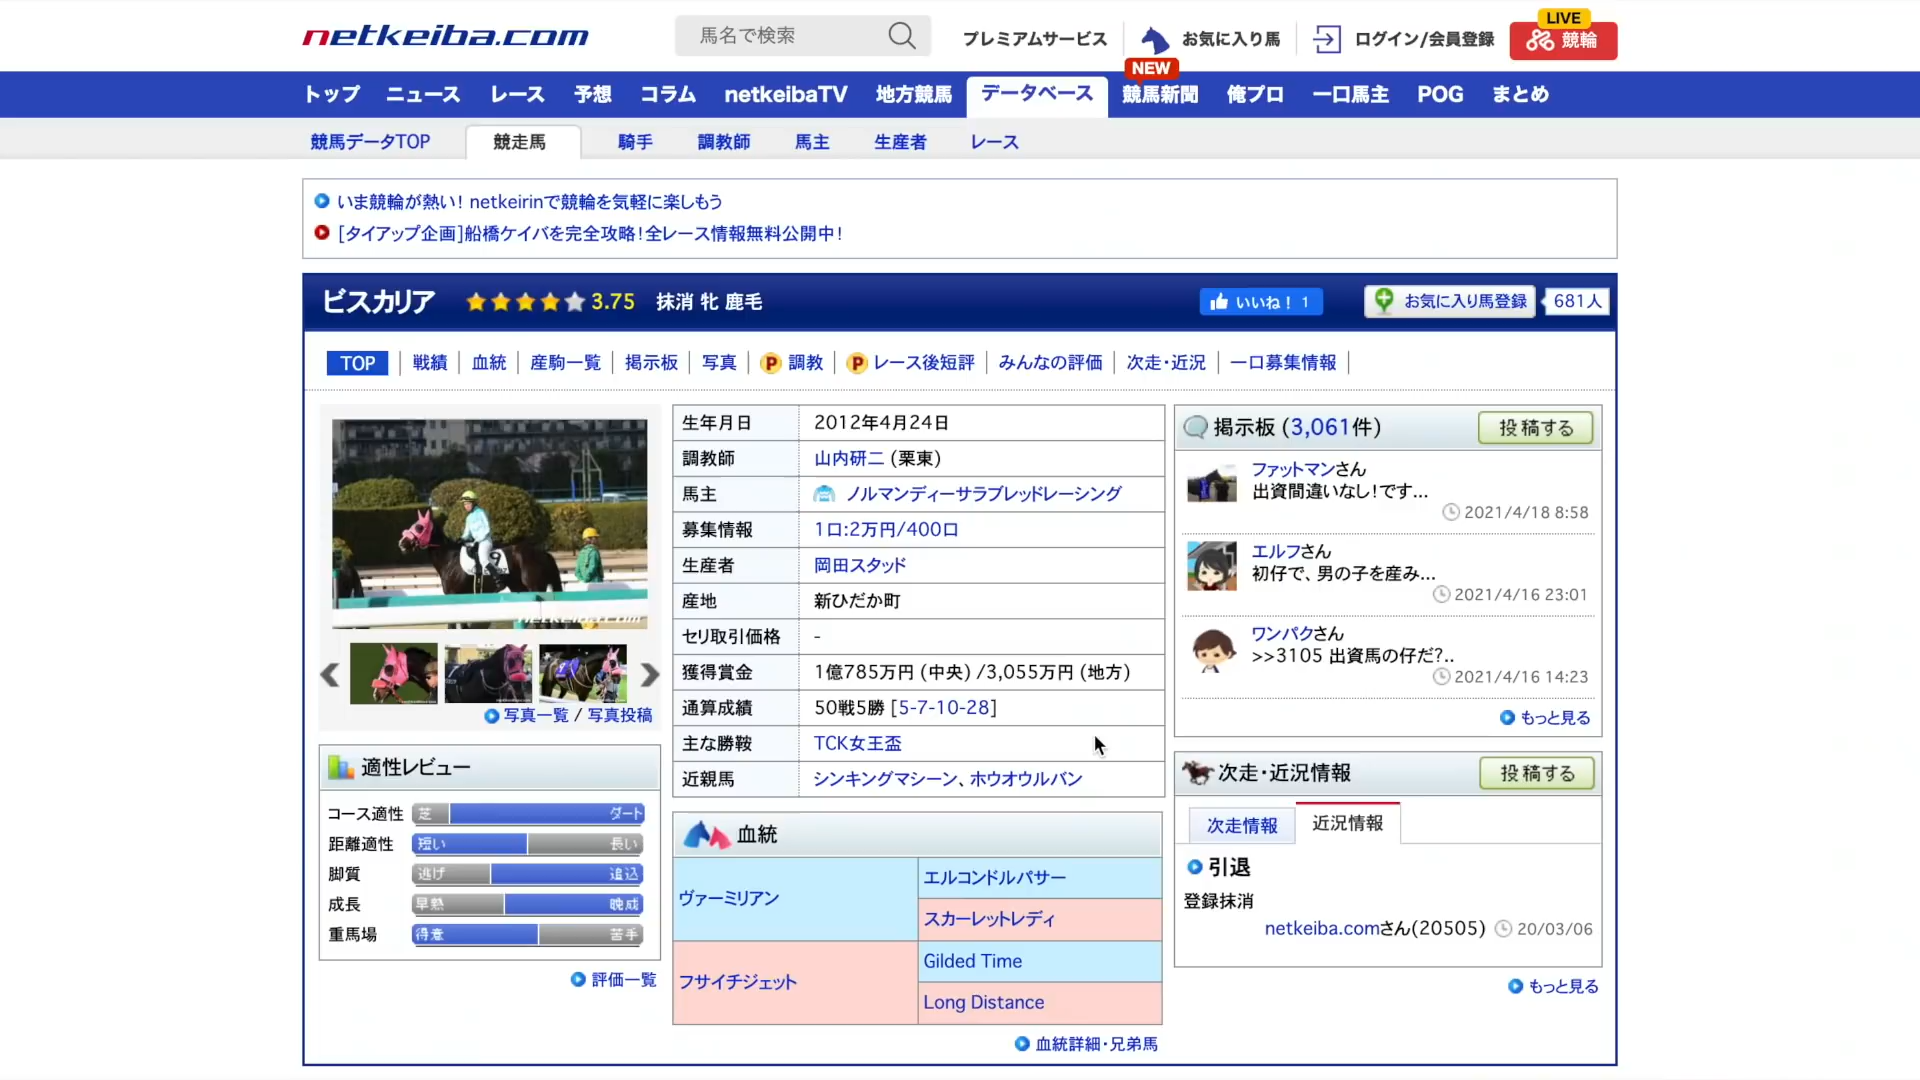 netkeiba.com
馬名で検索
プレミアムサービス
お気に入り馬
ログイン/会員登録
LIVE
競輪
NEW
トップ ニュース レース 予想 コラム netkeibaTV 地方競馬 データベース 競馬新聞 俺プロ 一口馬主 POG まとめ
競馬データTOP 競走馬 騎手 調教師 馬主 生産者 レース
いま競輪が熱い! netkeirinで競輪を気軽に楽しもう
[タイアップ企画]船橋ケイバを完全攻略!全レース情報無料公開中!
ビスカリア 3.75 抹消 牝 鹿毛
いいね! 1
お気に入り馬登録
681人
TOP 戦績 血統 産駒一覧 掲示板 写真 P 調教 P レース後短評 みんなの評価 次走・近況 一口募集情報
netkeiba.com
写真一覧 / 写真投稿
適性レビュー
コース適性 芝 ダート
距離適性 短い 長い
脚質 逃げ 追込
成長 早熟 晩成
重馬場 得意 苦手
評価一覧
生年月日 2012年4月24日
調教師 山内研二 (栗東)
馬主 ノルマンディーサラブレッドレーシング
募集情報 1口:2万円/400口
生産者 岡田スタッド
産地 新ひだか町
セリ取引価格 -
獲得賞金 1億785万円 (中央) /3,055万円 (地方)
通算成績 50戦5勝 [5-7-10-28]
主な勝鞍 TCK女王盃
近親馬 シンキングマシーン、ホウオウルバン
血統
ヴァーミリアン
エルコンドルパサー
スカーレットレディ
フサイチジェット
Gilded Time
Long Distance
血統詳細・兄弟馬
掲示板 (3,061件)
投稿する
ファットマンさん
出資間違いなし!です...
2021/4/18 8:58
エルフさん
初仔で、男の子を産み...
2021/4/16 23:01
ワンパクさん
>>3105 出資馬の仔だ?..
2021/4/16 14:23
もっと見る
次走・近況情報
投稿する
次走情報 近況情報
引退
登録抹消
netkeiba.comさん(20505) 20/03/06
もっと見る